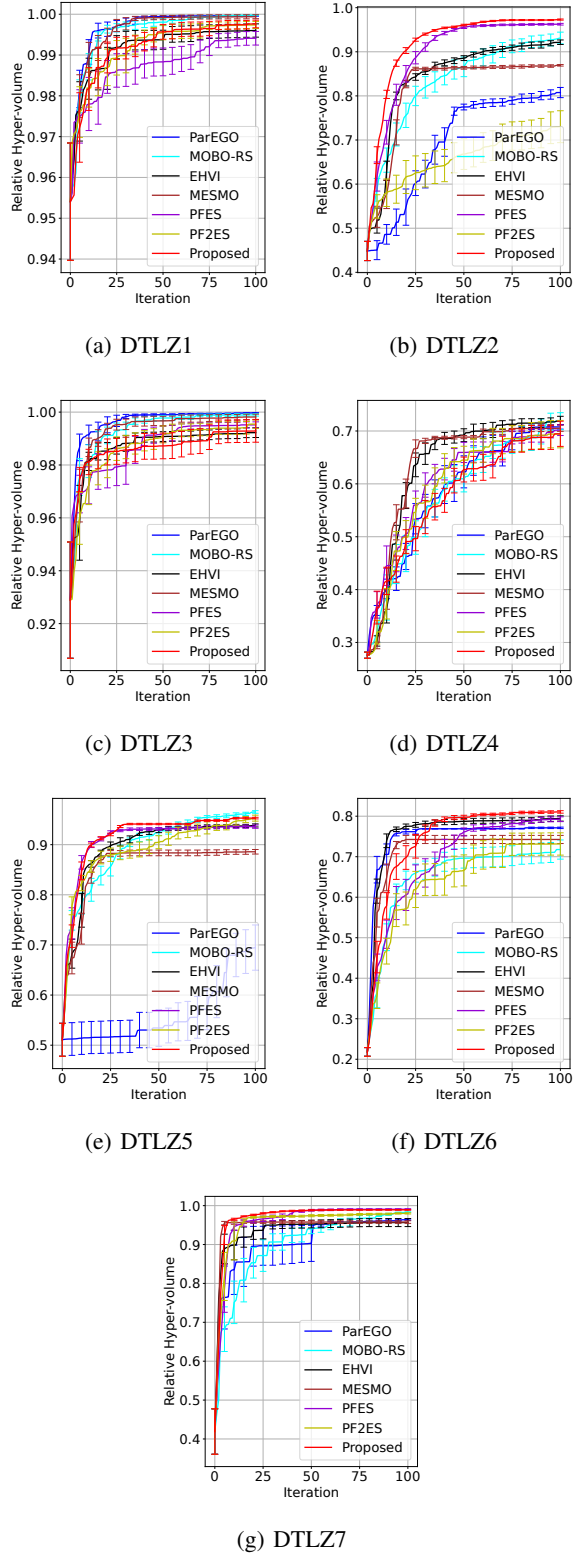 1.00
0.99
0.98
0.97
0.96
0.95
0.94
Relative Hyper-volume
ParEGO
MOBO-RS
EHVI
MESMO
PFES
PF2ES
Proposed
0 25 50 75 100
Iteration
(a) DTLZ1
1.0
0.9
0.8
0.7
0.6
0.5
0.4
Relative Hyper-volume
ParEGO
MOBO-RS
EHVI
MESMO
PFES
PF2ES
Proposed
0 25 50 75 100
Iteration
(b) DTLZ2
1.00
0.98
0.96
0.94
0.92
Relative Hyper-volume
ParEGO
MOBO-RS
EHVI
MESMO
PFES
PF2ES
Proposed
0 25 50 75 100
Iteration
(c) DTLZ3
0.7
0.6
0.5
0.4
0.3
Relative Hyper-volume
ParEGO
MOBO-RS
EHVI
MESMO
PFES
PF2ES
Proposed
0 25 50 75 100
Iteration
(d) DTLZ4
0.9
0.8
0.7
0.6
0.5
Relative Hyper-volume
ParEGO
MOBO-RS
EHVI
MESMO
PFES
PF2ES
Proposed
0 25 50 75 100
Iteration
(e) DTLZ5
0.8
0.7
0.6
0.5
0.4
0.3
0.2
Relative Hyper-volume
ParEGO
MOBO-RS
EHVI
MESMO
PFES
PF2ES
Proposed
0 25 50 75 100
Iteration
(f) DTLZ6
1.0
0.9
0.8
0.7
0.6
0.5
0.4
Relative Hyper-volume
ParEGO
MOBO-RS
EHVI
MESMO
PFES
PF2ES
Proposed
0 25 50 75 100
Iteration
(g) DTLZ7